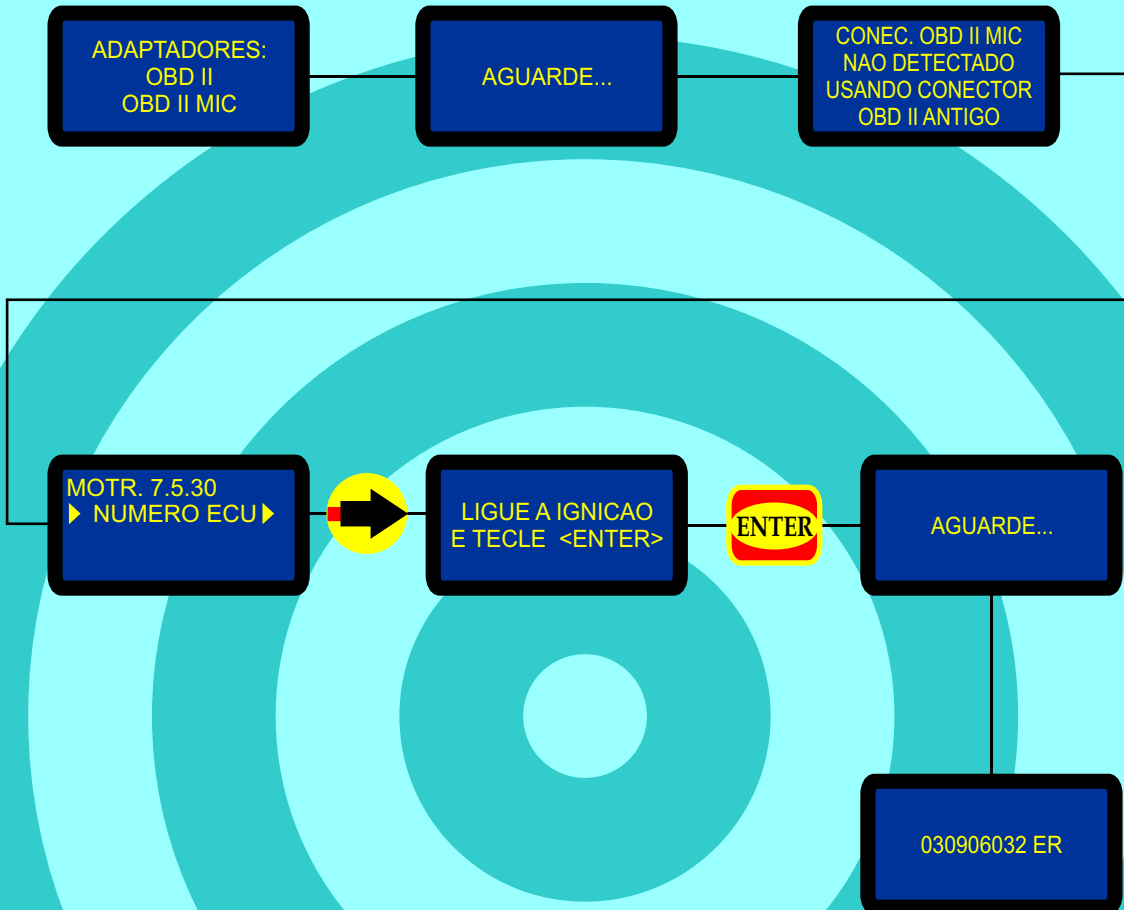 ADAPTADORES:
OBD II
OBD II MIC
AGUARDE...
CONEC. OBD II MIC
NAO DETECTADO
USANDO CONECTOR
OBD II ANTIGO
MOTR. 7.5.30
NUMERO ECU
LIGUE A IGNICAO
E TECLE <ENTER>
ENTER
AGUARDE...
030906032 ER